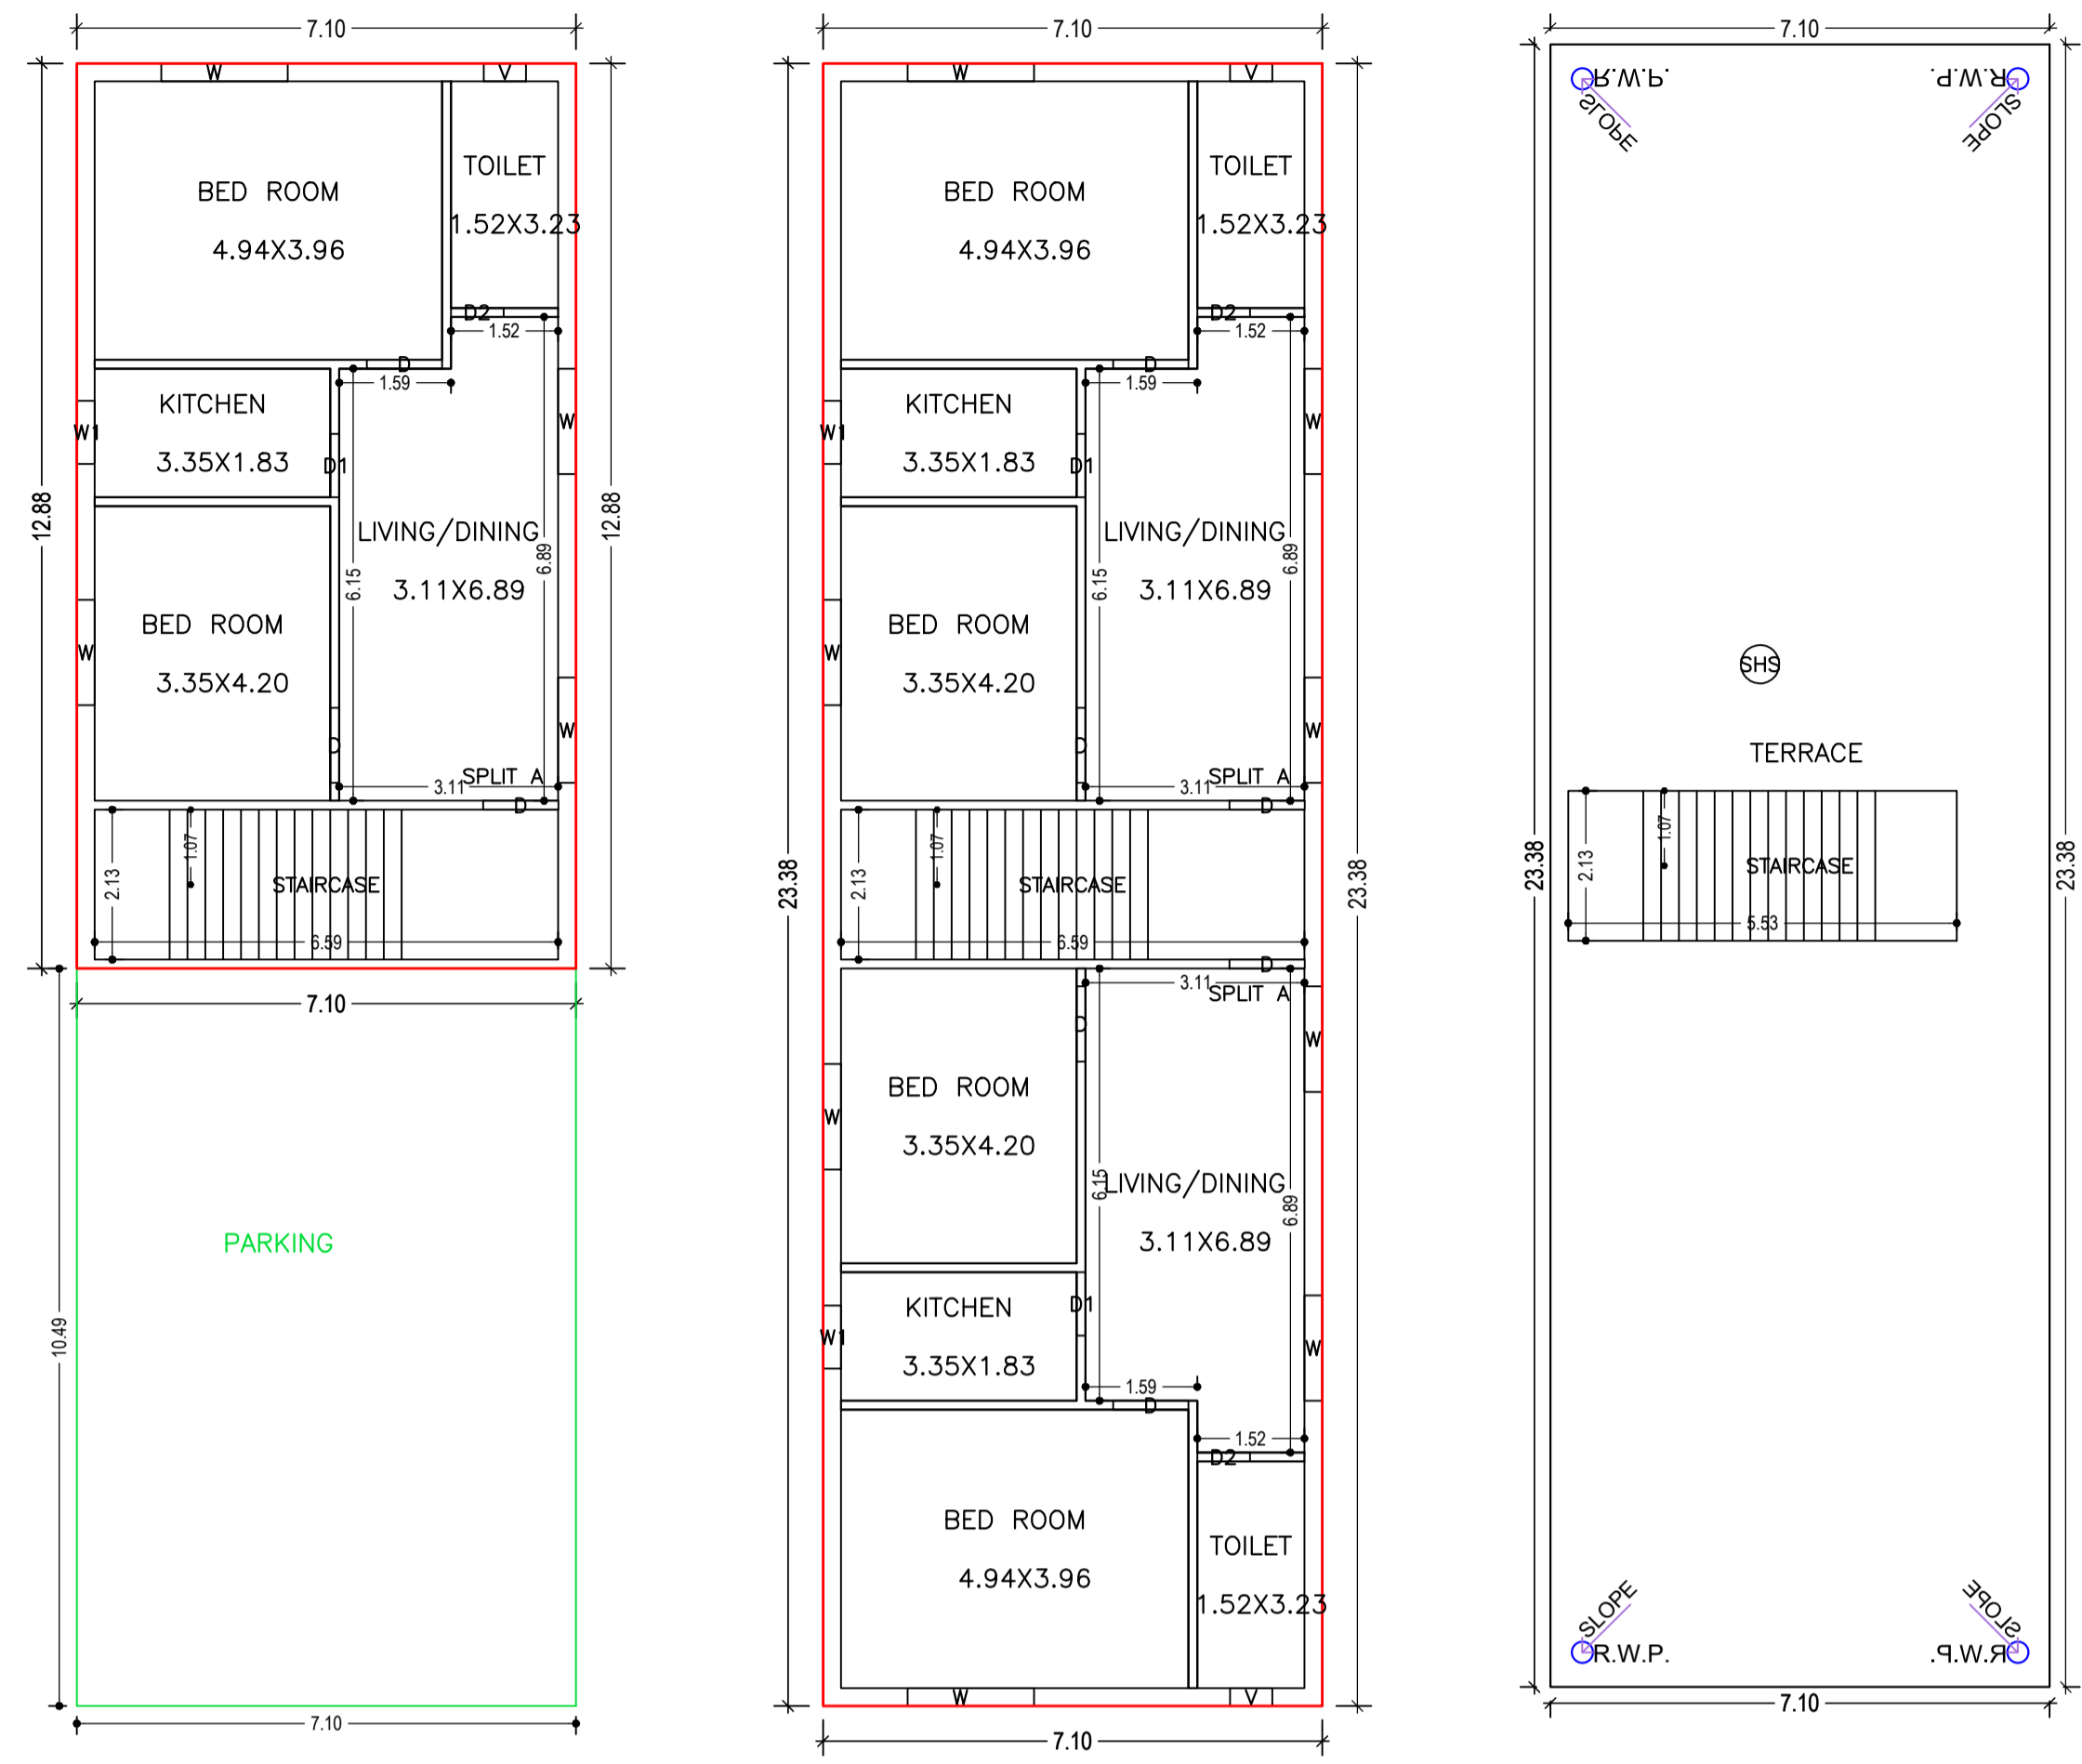 7.10
W
V
BED ROOM
4.94X3.96
TOILET
1.52X3.23
D2
1.52
D
1.59
KITCHEN
3.35X1.83
W1
D1
W
12.88
12.88
LIVING/DINING
3.11X6.89
6.15
6.89
BED ROOM
3.35X4.20
W
D
W
SPLIT A
3.11
D
2.13
1.07
STAIRCASE
6.59
7.10
PARKING
10.49
7.10
7.10
W
V
BED ROOM
4.94X3.96
TOILET
1.52X3.23
D2
1.52
D
1.59
KITCHEN
3.35X1.83
W1
D1
W
LIVING/DINING
3.11X6.89
6.15
6.89
BED ROOM
3.35X4.20
W
D
W
SPLIT A
3.11
D
23.38
23.38
2.13
1.07
STAIRCASE
6.59
D
3.11
SPLIT A
D
W
BED ROOM
3.35X4.20
W
LIVING/DINING
3.11X6.89
6.15
6.89
KITCHEN
3.35X1.83
W1
D1
W
1.59
D
1.52
D2
BED ROOM
4.94X3.96
TOILET
1.52X3.23
W
V
7.10
7.10
R.W.P.
R.W.P.
SLOPE
SLOPE
SHS
TERRACE
23.38
23.38
2.13
1.07
STAIRCASE
5.53
SLOPE
SLOPE
R.W.P.
R.W.P.
7.10